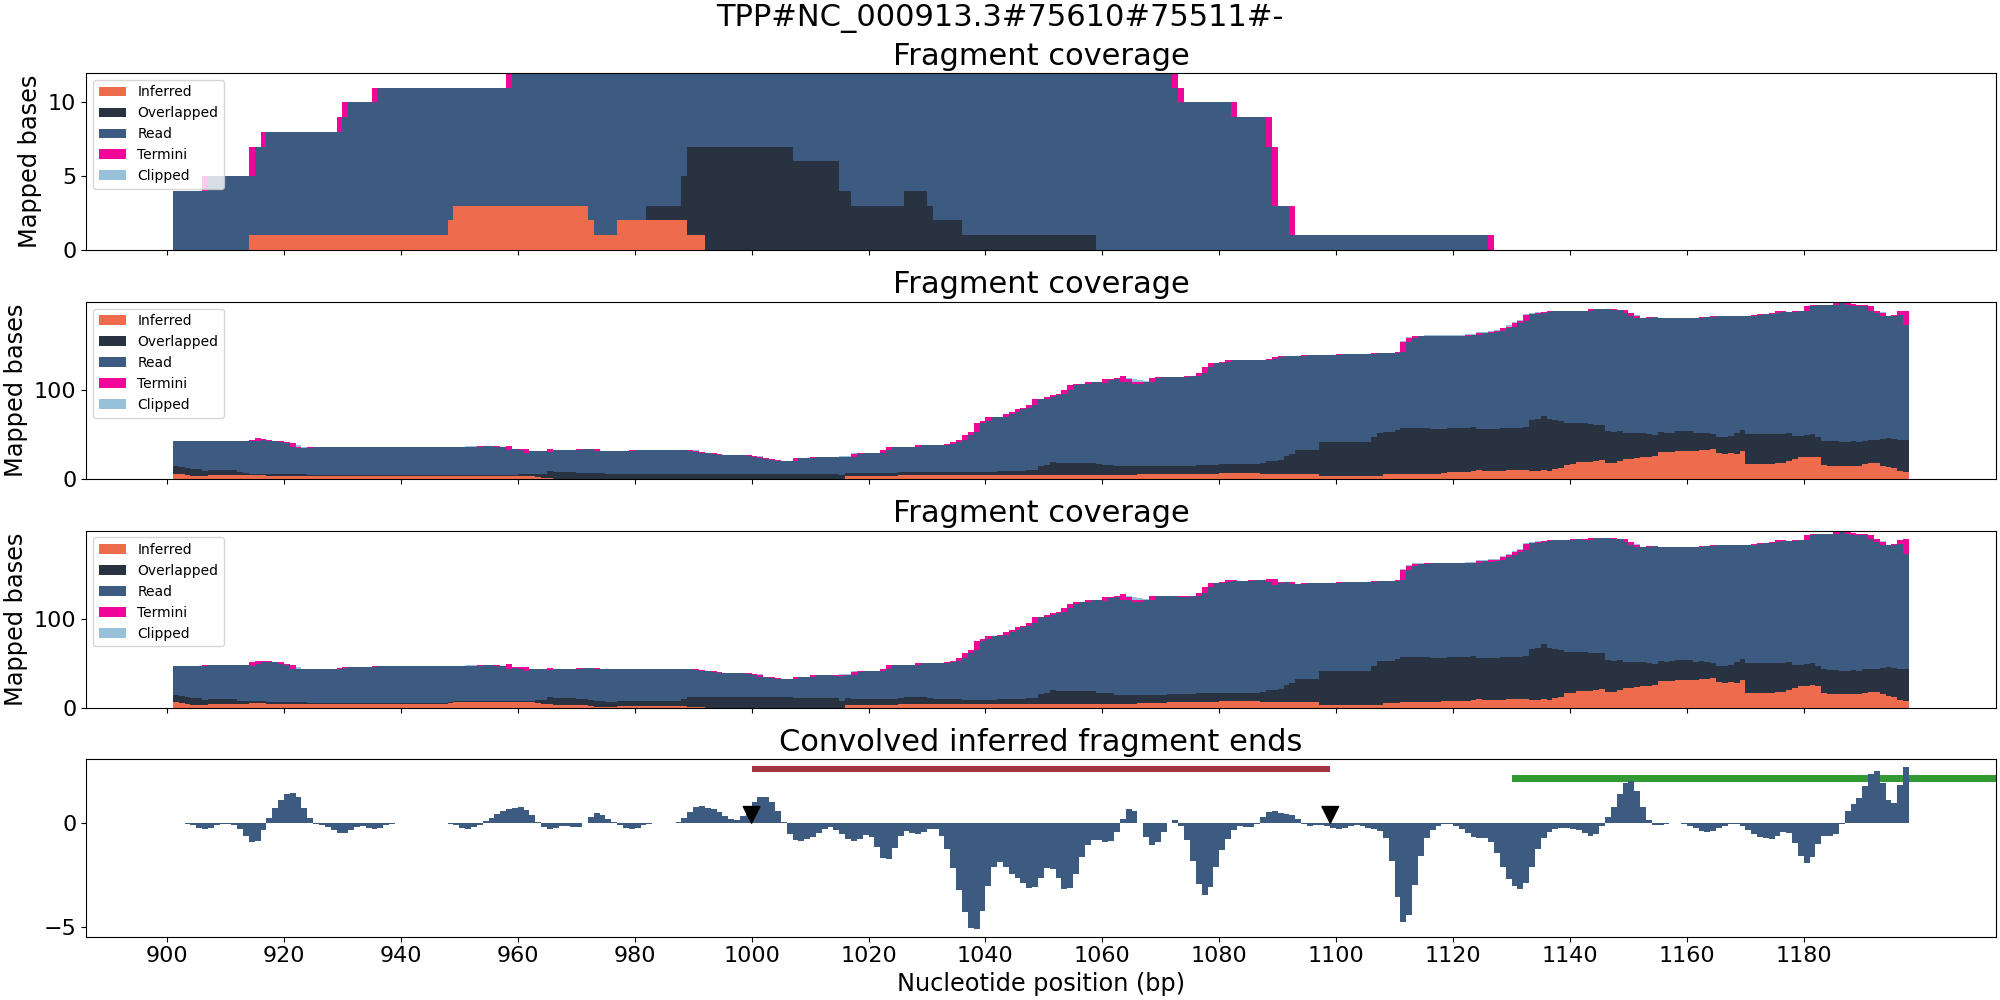 TPP#NC_000913.3#75610#75511#-
Fragment coverage
Mapped bases
10
5
0
Inferred
Overlapped
Read
Termini
Clipped
Fragment coverage
Mapped bases
100
0
Inferred
Overlapped
Read
Termini
Clipped
Fragment coverage
Mapped bases
100
0
Inferred
Overlapped
Read
Termini
Clipped
Convolved inferred fragment ends
0
−5
900 920 940 960 980 1000 1020 1040 1060 1080 1100 1120 1140 1160 1180
Nucleotide position (bp)